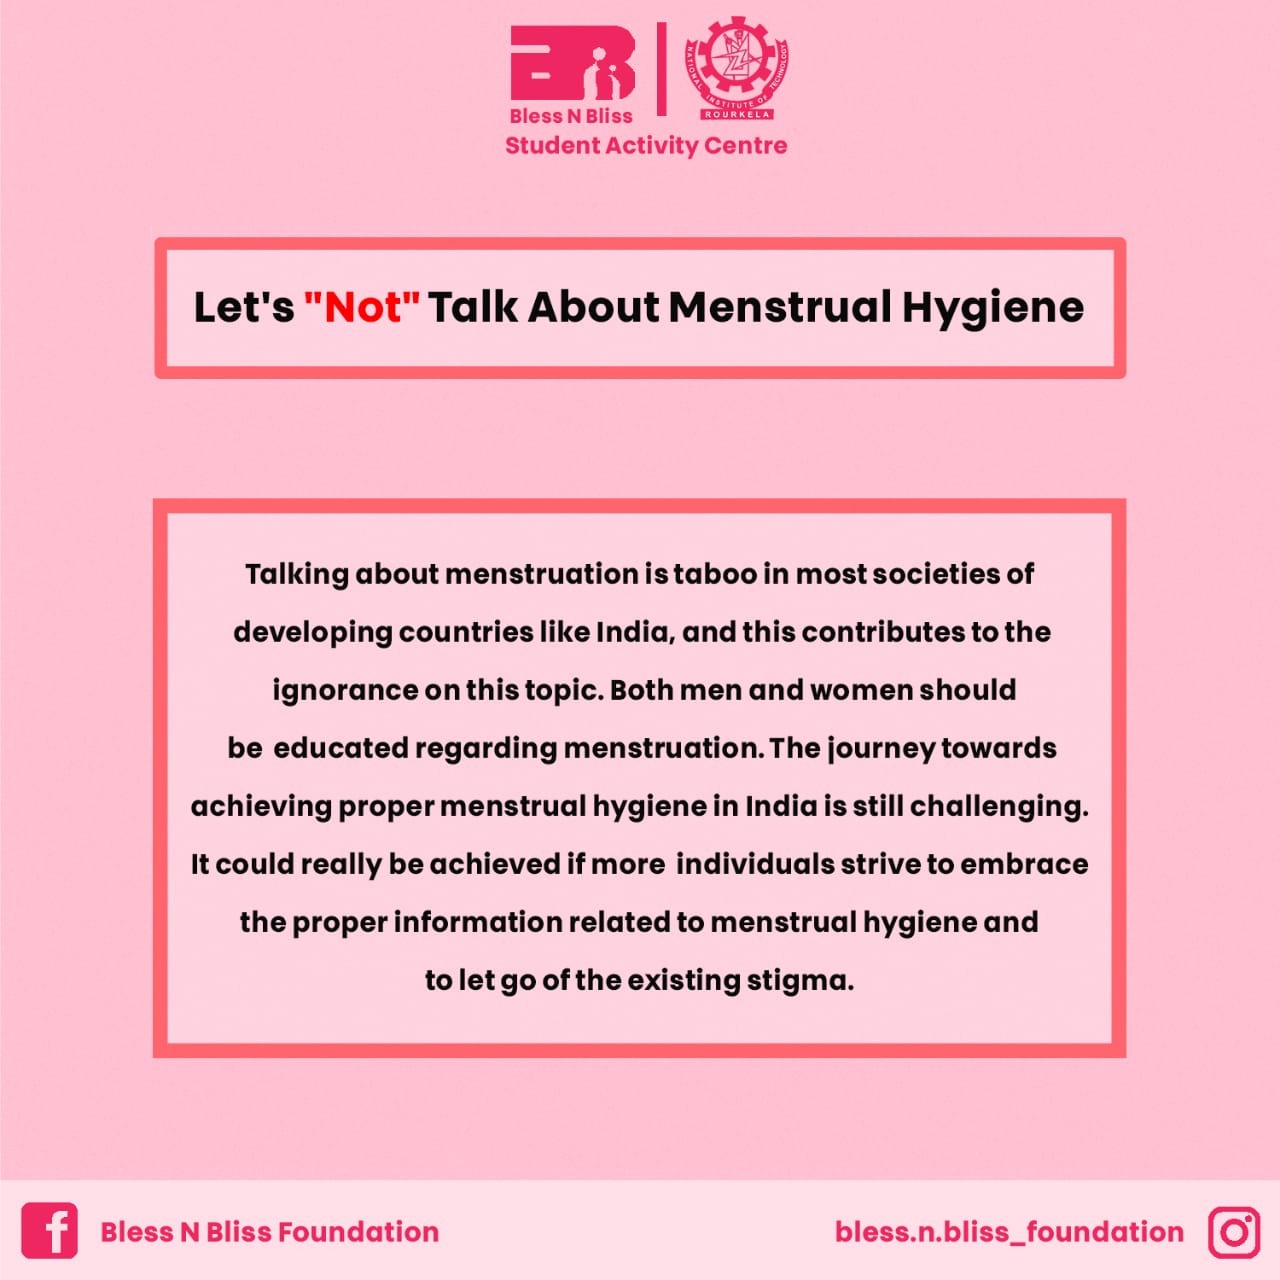 Bless N Bliss
NATIONAL INSTITUTE OF TECHNOLOGY
ROURKELA
Student Activity Centre
Let's "Not" Talk About Menstrual Hygiene
Talking about menstruation is taboo in most societies of
developing countries like India, and this contributes to the
ignorance on this topic. Both men and women should
be educated regarding menstruation. The journey towards
achieving proper menstrual hygiene in India is still challenging.
It could really be achieved if more individuals strive to embrace
the proper information related to menstrual hygiene and
to let go of the existing stigma.
Bless N Bliss Foundation
bless.n.bliss_foundation